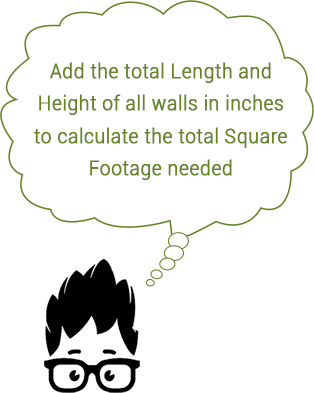 Add the total Length and
Height of all walls in inches
to calculate the total Square
Footage needed